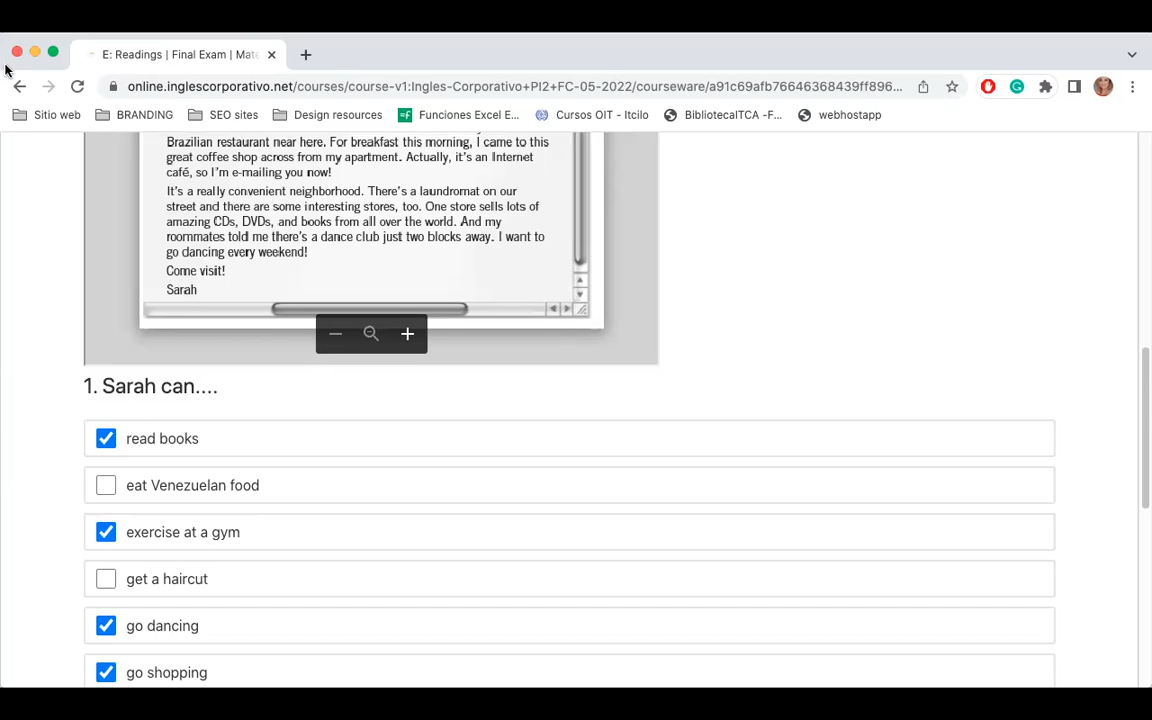 E: Readings | Final Exam | Mate
online.inglescorporativo.net/courses/course-v1:Ingles-Corporativo+PI2+FC-05-2022/courseware/a91c69afb76646368439ff896...
Sitio web BRANDING SEO sites Design resources Funciones Excel E... Cursos OIT - Itcilo BibliotecaITCA –F... webhostapp
Brazilian restaurant near here. For breakfast this morning, I came to this
great coffee shop across from my apartment. Actually, it's an Internet
café, so I'm e-mailing you now!
It's a really convenient neighborhood. There's a laundromat on our
street and there are some interesting stores, too. One store sells lots of
amazing CDs, DVDs, and books from all over the world. And my
roommates told me there's a dance club just two blocks away. I want to
go dancing every weekend!
Come visit!
Sarah
1. Sarah can....
read books
eat Venezuelan food
exercise at a gym
get a haircut
go dancing
go shopping